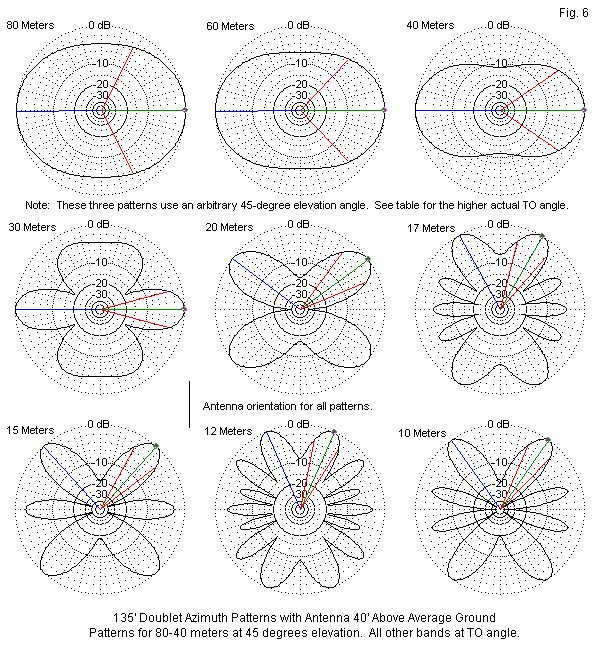 Fig. 6
80 Meters 0 dB
-10
20
30
60 Meters 0 dB
-10
20
30
40 Meters 0 dB
-10
20
30
Note: These three patterns use an arbitrary 45-degree elevation angle. See table for the higher actual TO angle.
30 Meters 0 dB
-10
20
30
20 Meters 0 dB
-10
20
30
17 Meters 0 dB
-10
20
30
Antenna orientation for all patterns.
15 Meters 0 dB
-10
20
30
12 Meters 0 dB
-10
20
30
10 Meters 0 dB
-10
20
30
135' Doublet Azimuth Patterns with Antenna 40' Above Average Ground
Patterns for 80-40 meters at 45 degrees elevation. All other bands at TO angle.